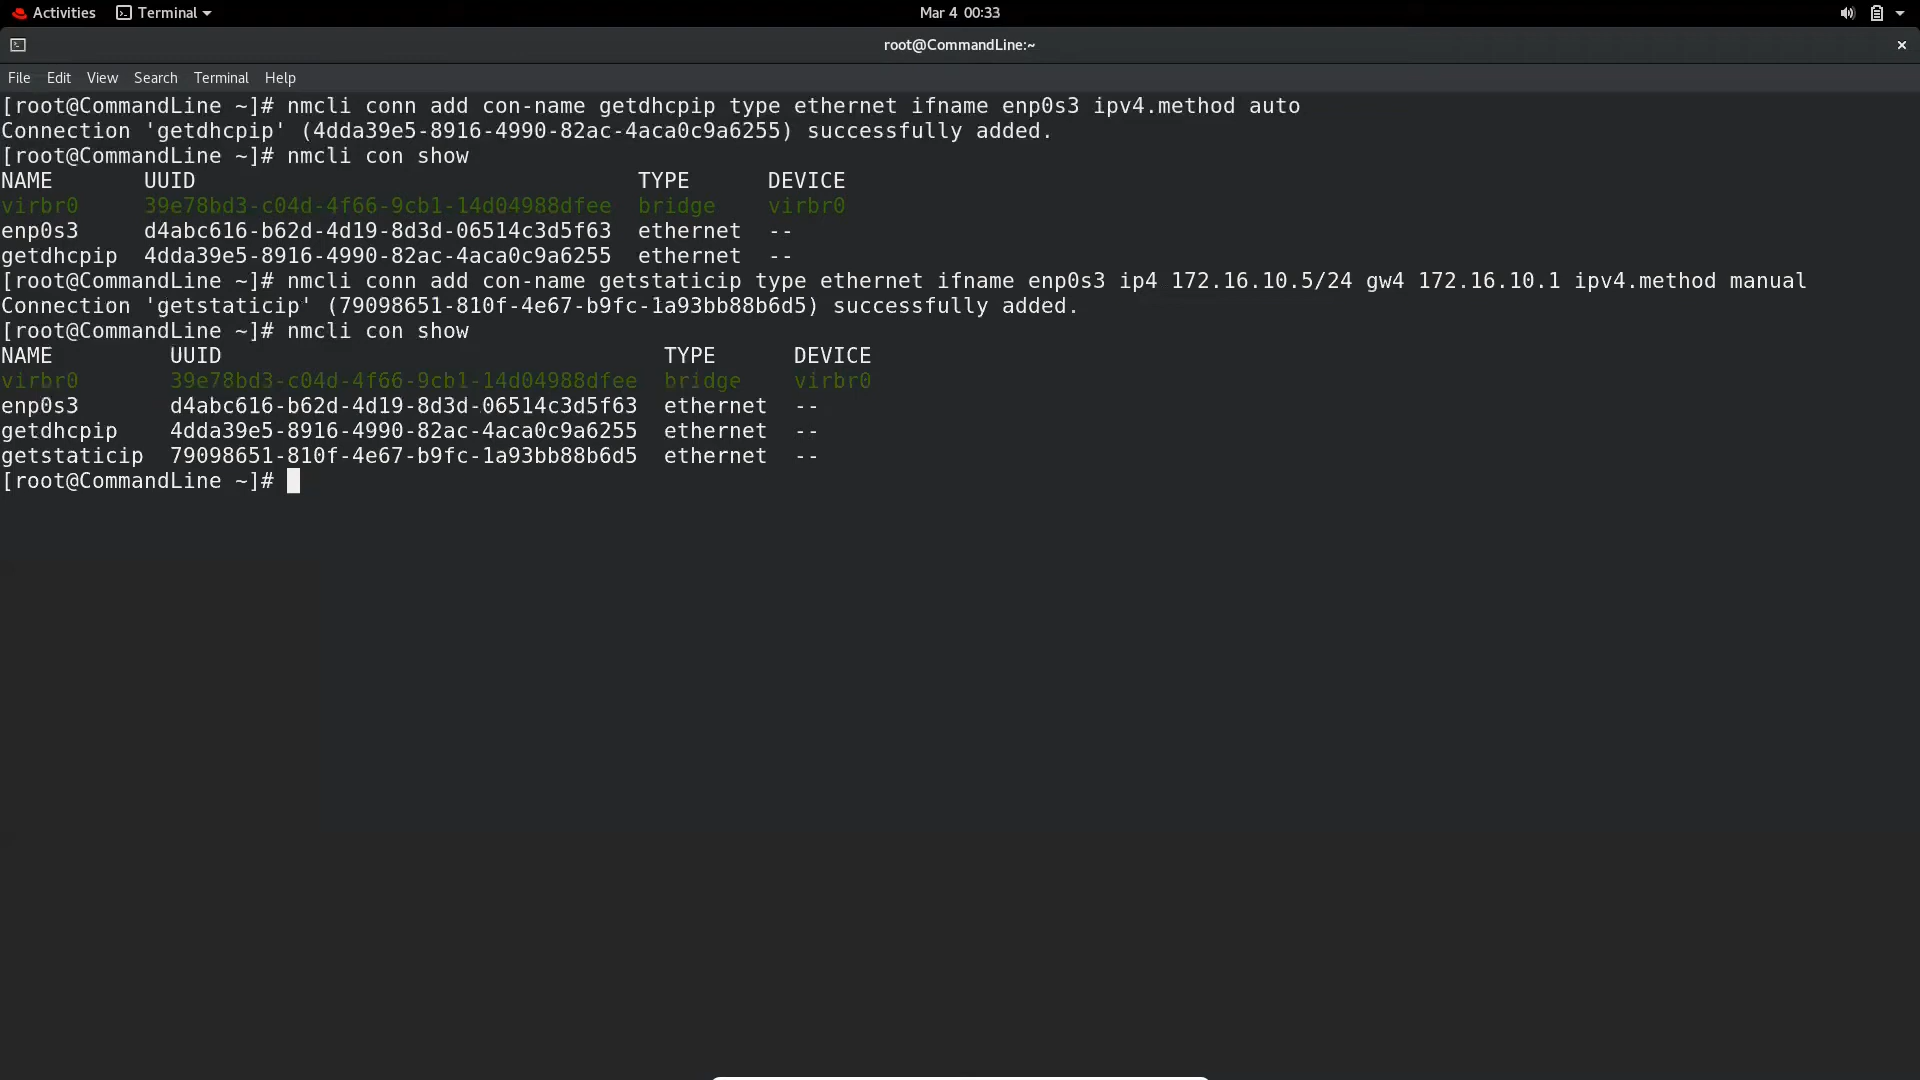 Activities Terminal Mar 4 00:33
root@CommandLine:~
File Edit View Search Terminal Help
[root@CommandLine ~]# nmcli conn add con-name getdhcpip type ethernet ifname enp0s3 ipv4.method auto
Connection 'getdhcpip' (4dda39e5-8916-4990-82ac-4aca0c9a6255) successfully added.
[root@CommandLine ~]# nmcli con show
NAME       UUID                                  TYPE      DEVICE
virbr0     39e78bd3-c04d-4f66-9cb1-14d04988dfee  bridge    virbr0
enp0s3     d4abc616-b62d-4d19-8d3d-06514c3d5f63  ethernet  --
getdhcpip  4dda39e5-8916-4990-82ac-4aca0c9a6255  ethernet  --
[root@CommandLine ~]# nmcli conn add con-name getstaticip type ethernet ifname enp0s3 ip4 172.16.10.5/24 gw4 172.16.10.1 ipv4.method manual
Connection 'getstaticip' (79098651-810f-4e67-b9fc-1a93bb88b6d5) successfully added.
[root@CommandLine ~]# nmcli con show
NAME         UUID                                  TYPE      DEVICE
virbr0       39e78bd3-c04d-4f66-9cb1-14d04988dfee  bridge    virbr0
enp0s3       d4abc616-b62d-4d19-8d3d-06514c3d5f63  ethernet  --
getdhcpip    4dda39e5-8916-4990-82ac-4aca0c9a6255  ethernet  --
getstaticip  79098651-810f-4e67-b9fc-1a93bb88b6d5  ethernet  --
[root@CommandLine ~]#